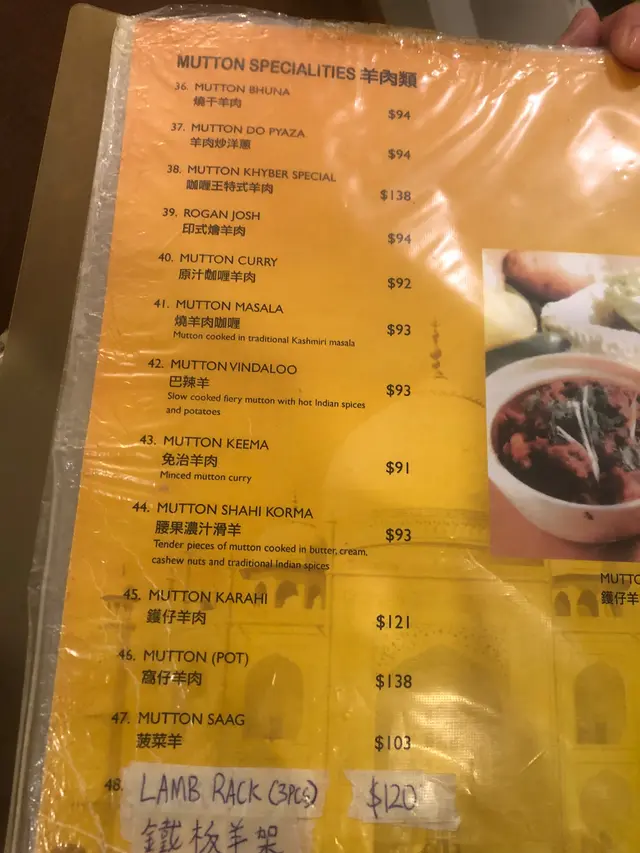 MUTTON SPECIALITIES 羊肉類
36. MUTTON BHUNA
燒干羊肉
$94
37. MUTTON DO PYAZA
羊肉炒洋蔥
$94
38. MUTTON KHYBER SPECIAL
咖喱王特式羊肉
$138
39. ROGAN JOSH
印式燴羊肉
$94
40. MUTTON CURRY
原汁咖喱羊肉
$92
41. MUTTON MASALA
燒羊肉咖喱
Mutton cooked in traditional Kashmiri masala
$93
42. MUTTON VINDALOO
巴辣羊
Slow cooked fiery mutton with hot Indian spices
and potatoes
$93
43. MUTTON KEEMA
免治羊肉
Minced mutton curry
$91
44. MUTTON SHAHI KORMA
腰果濃汁滑羊
Tender pieces of mutton cooked in butter, cream,
cashew nuts and traditional Indian spices
$93
45. MUTTON KARAHI
鑊仔羊肉
$121
46. MUTTON (POT)
窩仔羊肉
$138
47. MUTTON SAAG
菠菜羊
$103
48. LAMB RACK (3PCS)
鐵板羊架
$120
MUTTO
鑊仔羊